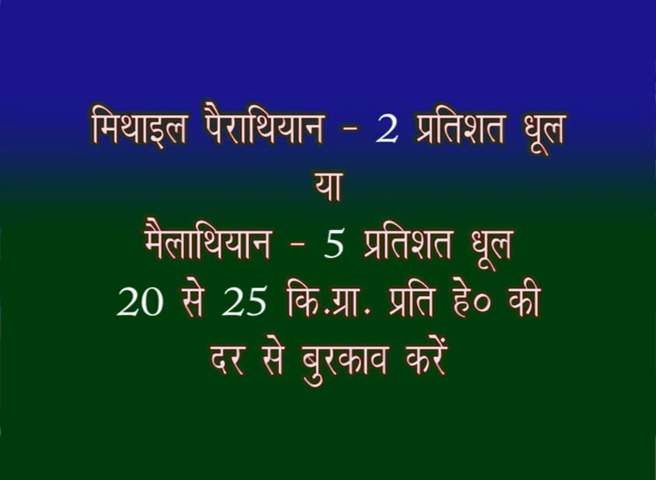 मिथाइल पैराथियान - 2 प्रतिशत धूल
या
मैलाथियान - 5 प्रतिशत धूल
20 से 25 कि.ग्रा. प्रति हे० की
दर से बुरकाव करें